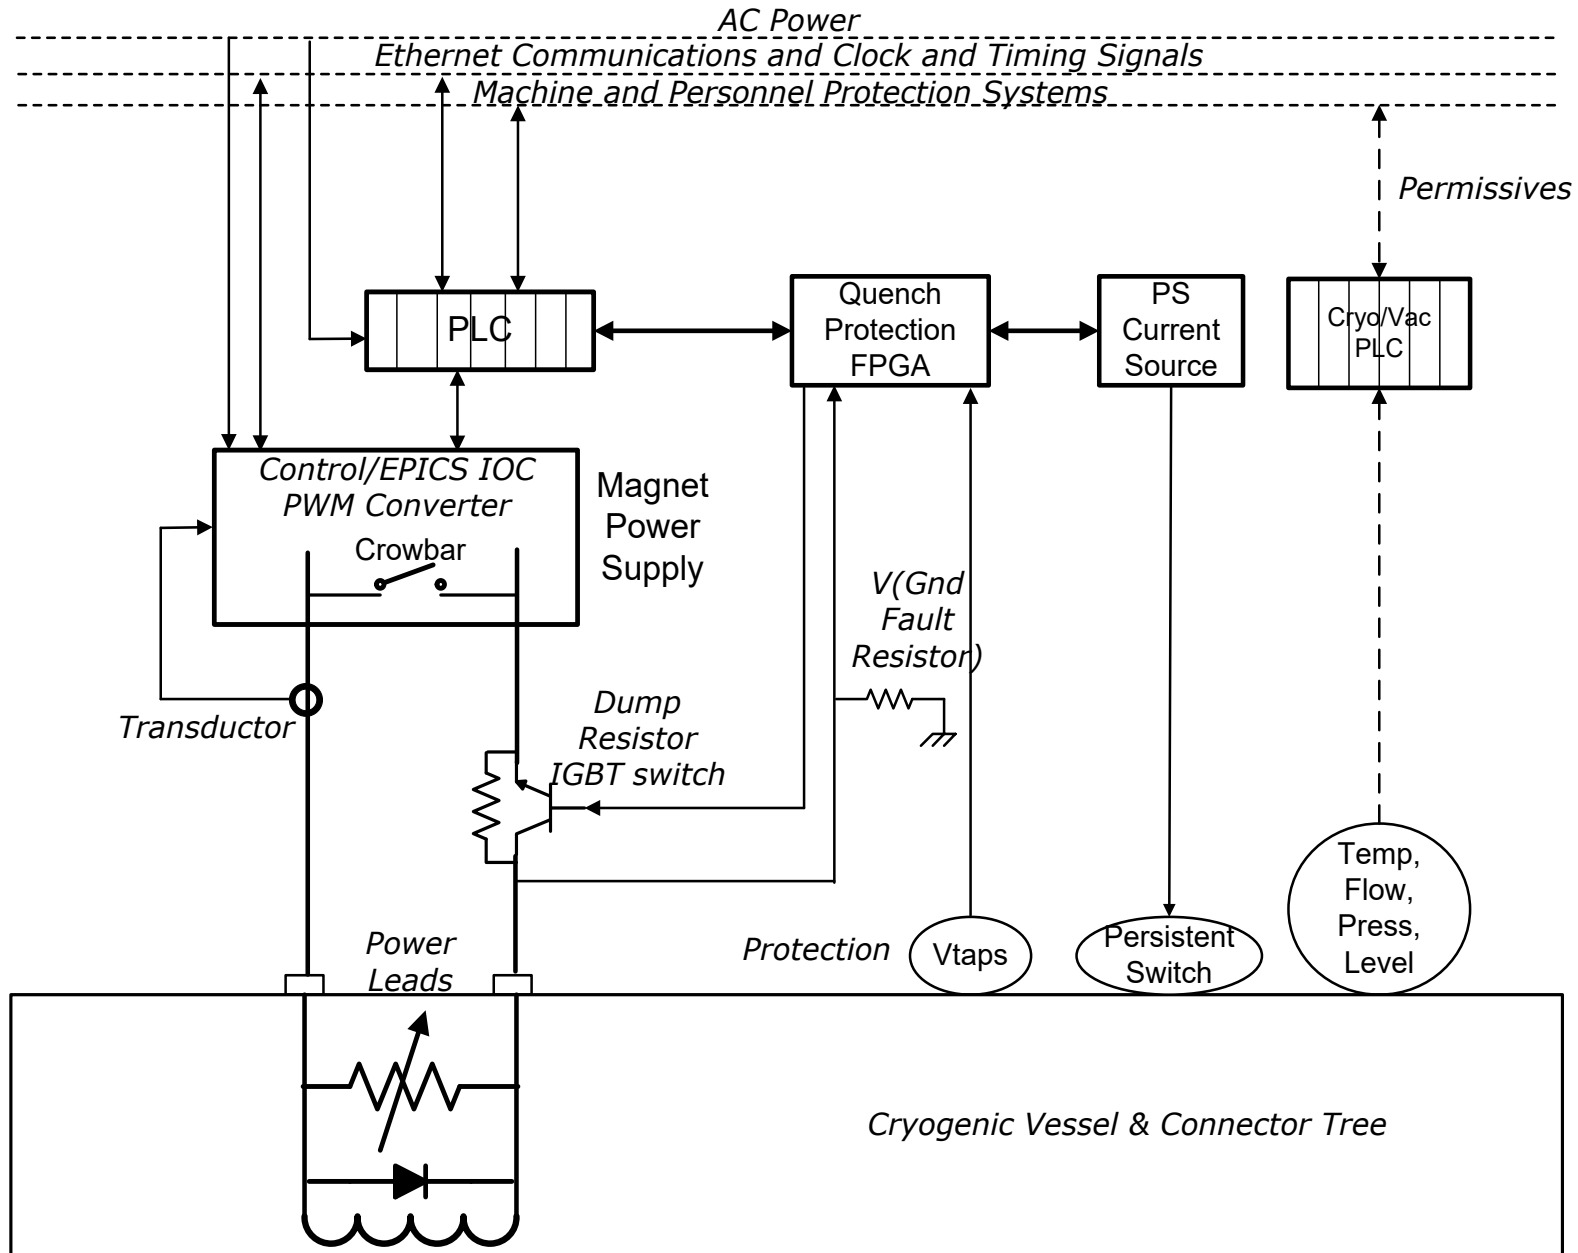 AC Power
Ethernet Communications and Clock and Timing Signals
Machine and Personnel Protection Systems
Permissives
PLC
Quench
Protection
FPGA
PS
Current
Source
Cryo/Vac
PLC
Control/EPICS IOC
PWM Converter
Crowbar
Magnet
Power
Supply
V(Gnd
Fault
Resistor)
Transductor
Dump
Resistor
IGBT switch
Power
Leads
Protection
Vtaps
Persistent
Switch
Temp,
Flow,
Press,
Level
Cryogenic Vessel & Connector Tree